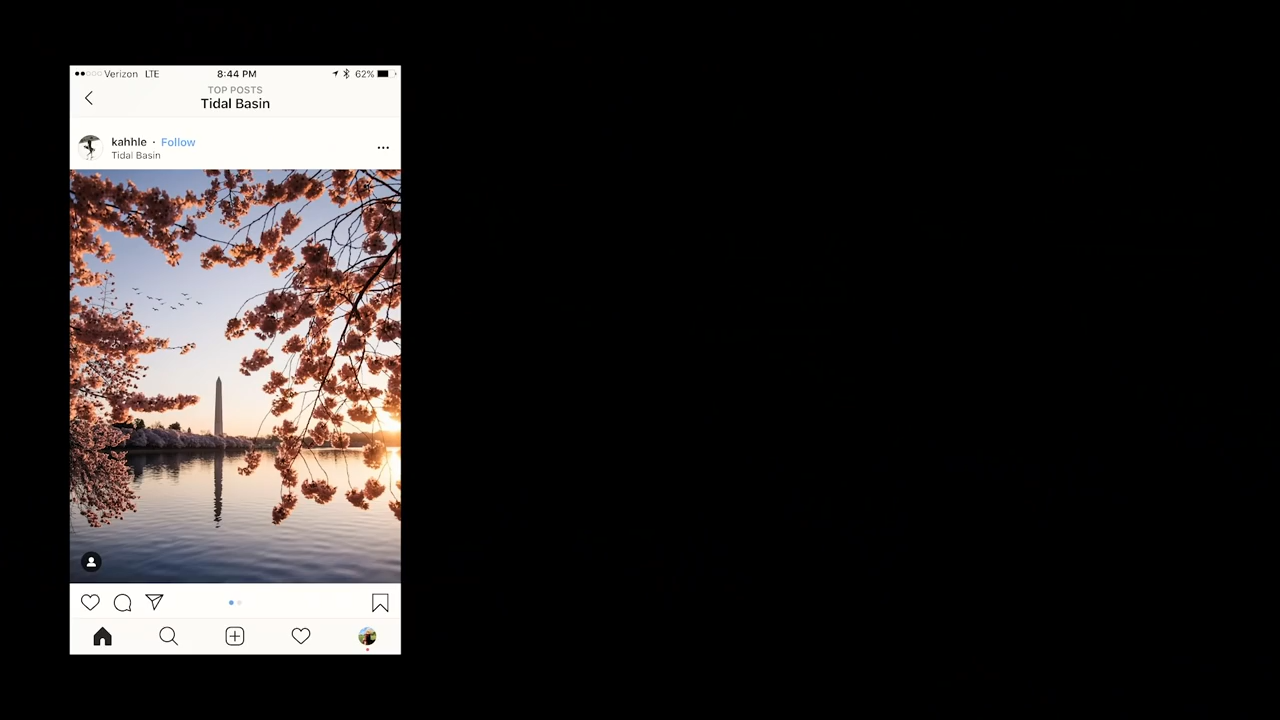 Verizon LTE 8:44 PM 62%
TOP POSTS
Tidal Basin
kahhle · Follow
Tidal Basin